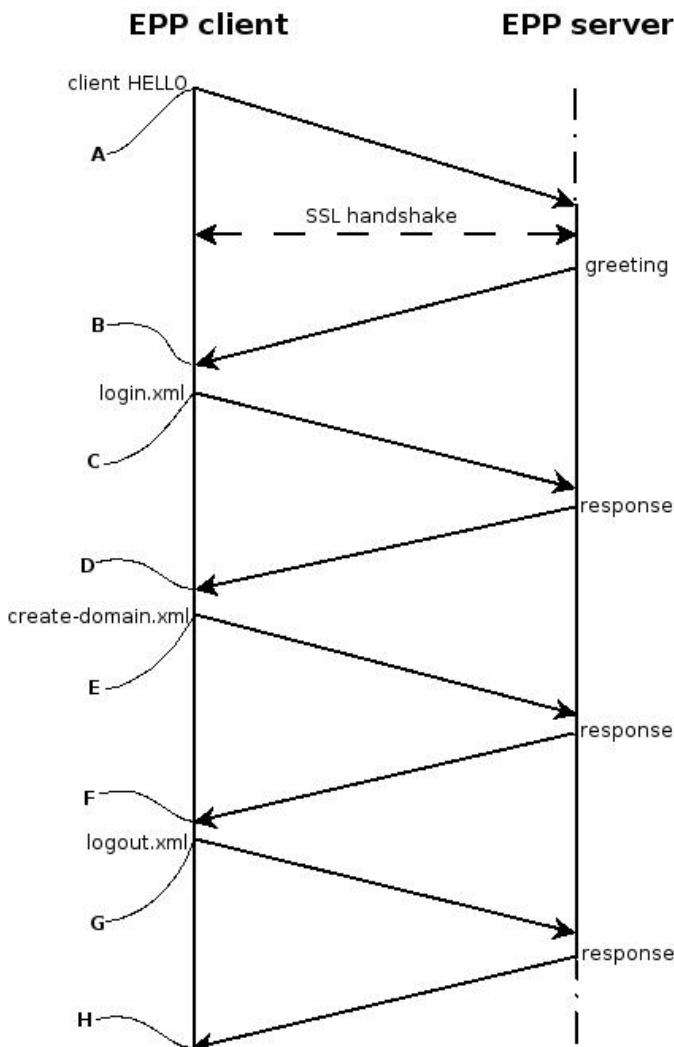 EPP client
EPP server
client HELLO
A
SSL handshake
greeting
B
login.xml
C
response
D
create-domain.xml
E
response
F
logout.xml
G
response
H